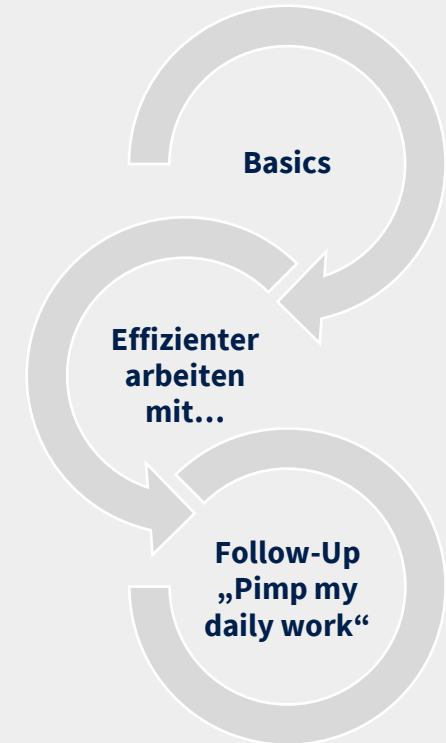 Basics
Effizienter
arbeiten
mit…
Follow-Up
„Pimp my
daily work“